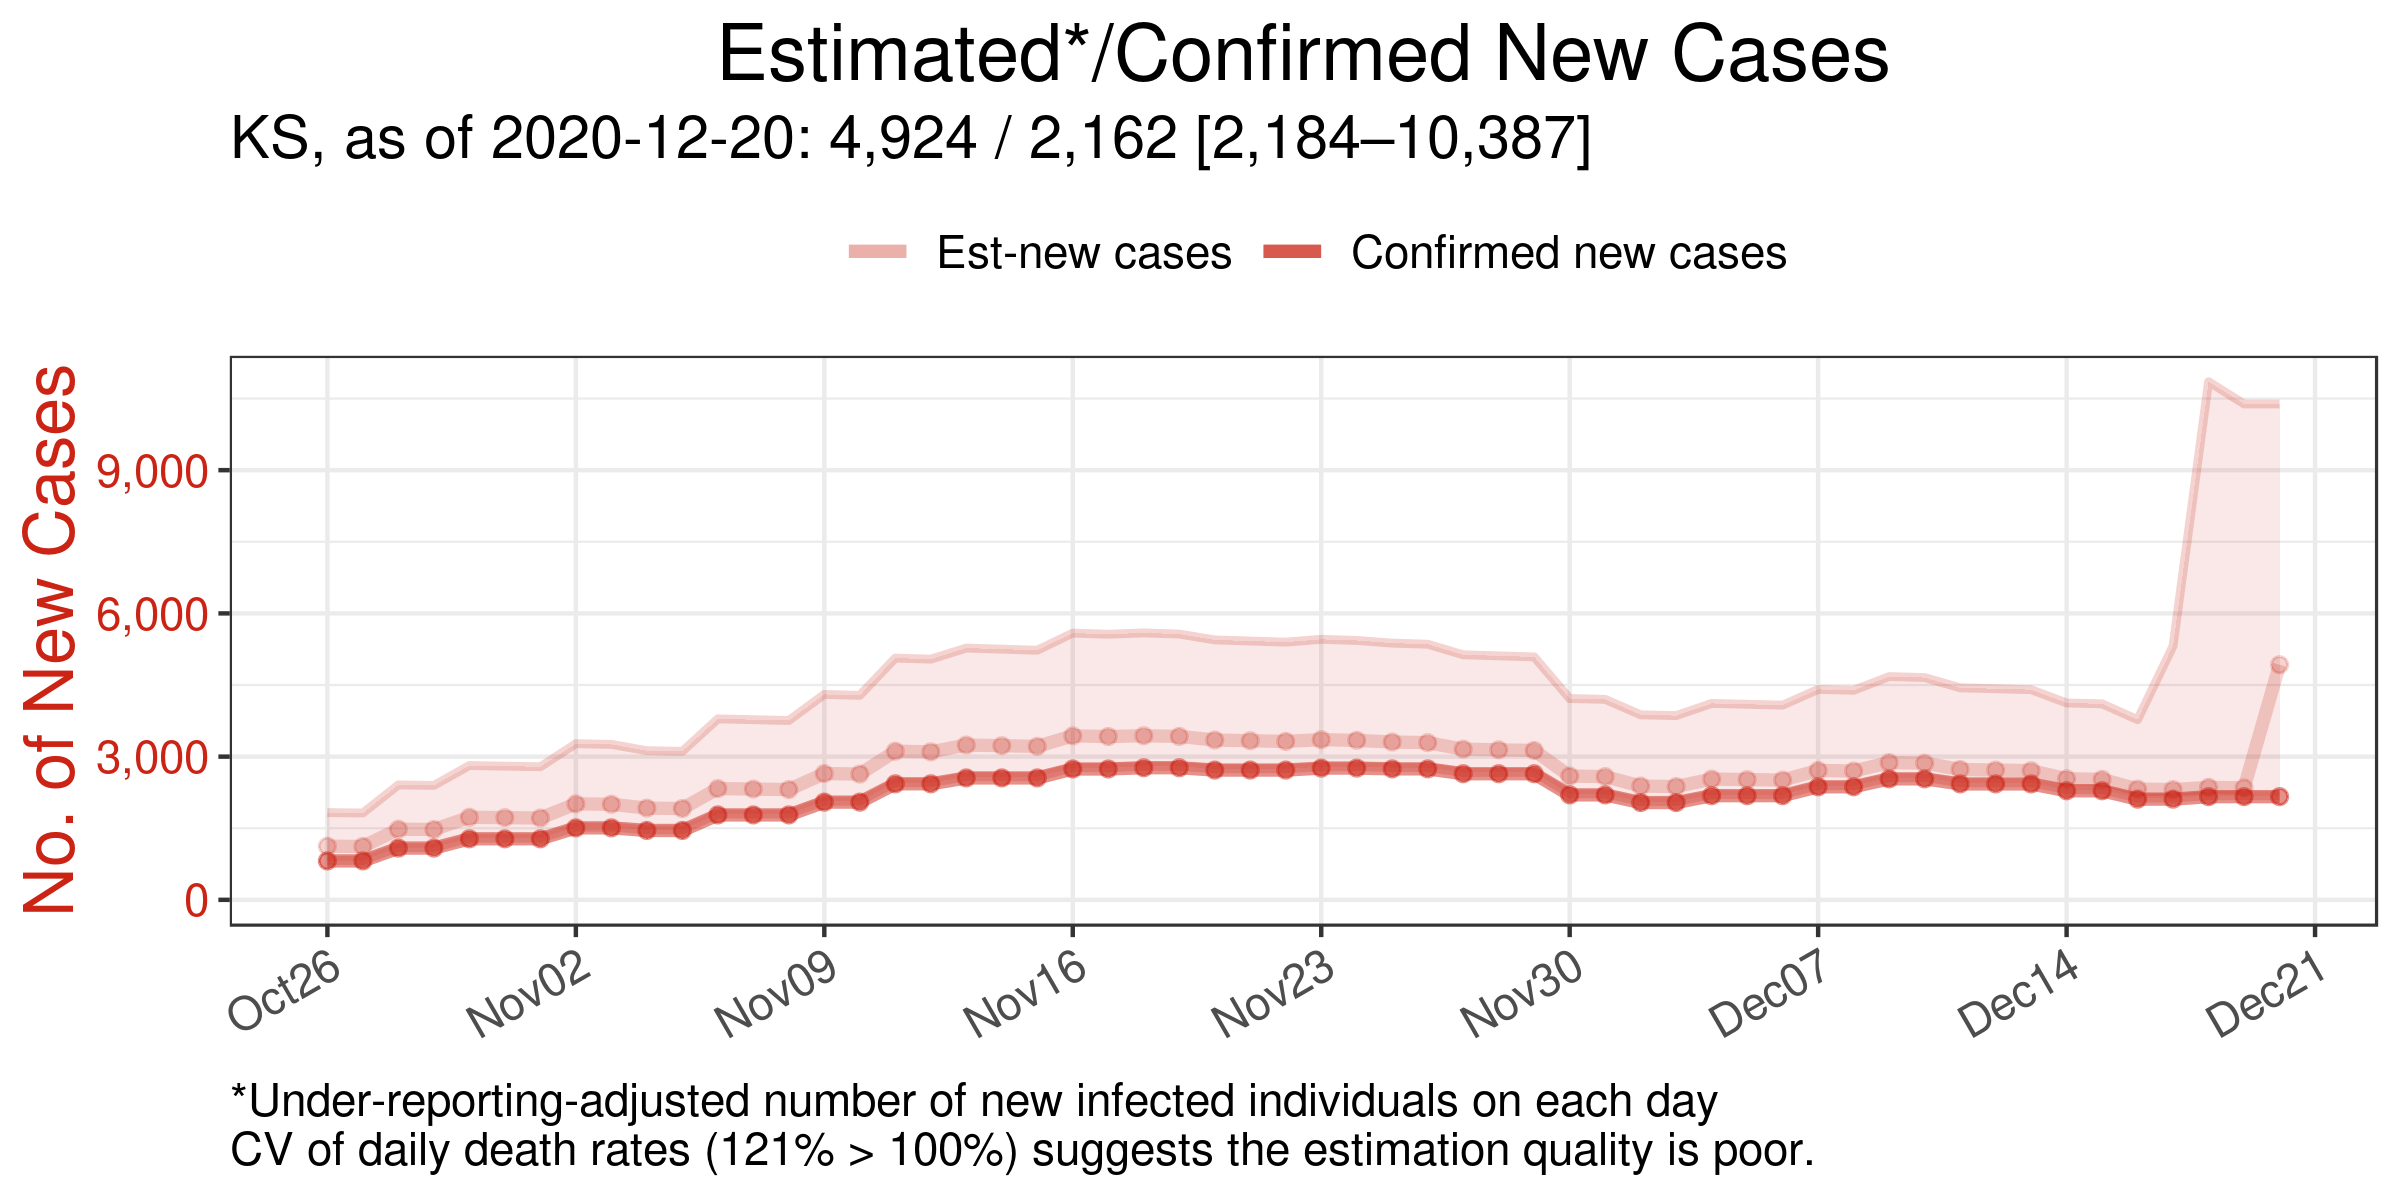 Estimated*/Confirmed New Cases
KS, as of 2020-12-20: 4,924 / 2,162 [2,184–10,387]
Est-new cases
Confirmed new cases
No. of New Cases
9,000
6,000
3,000
0
Oct26
Nov02
Nov09
Nov16
Nov23
Nov30
Dec07
Dec14
Dec21
*Under-reporting-adjusted number of new infected individuals on each day
CV of daily death rates (121% > 100%) suggests the estimation quality is poor.